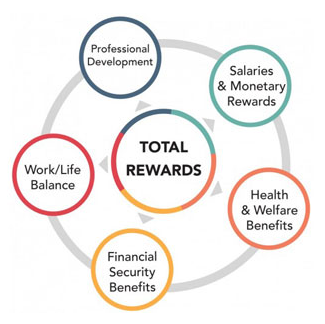 Professional
Development
Salaries
& Monetary
Rewards
TOTAL
REWARDS
Work/Life
Balance
Health
& Welfare
Benefits
Financial
Security
Benefits